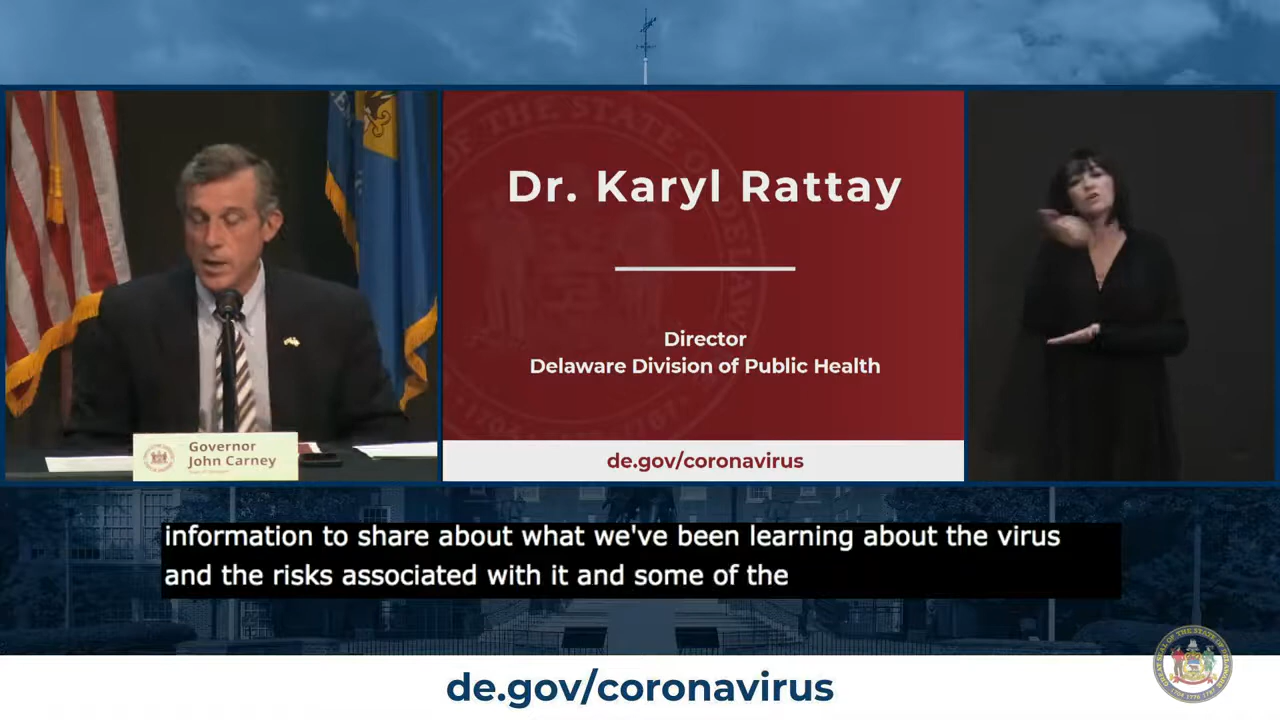 Dr. Karyl Rattay
Director
Delaware Division of Public Health
de.gov/coronavirus
Governor
John Carney
information to share about what we've been learning about the virus
and the risks associated with it and some of the
de.gov/coronavirus